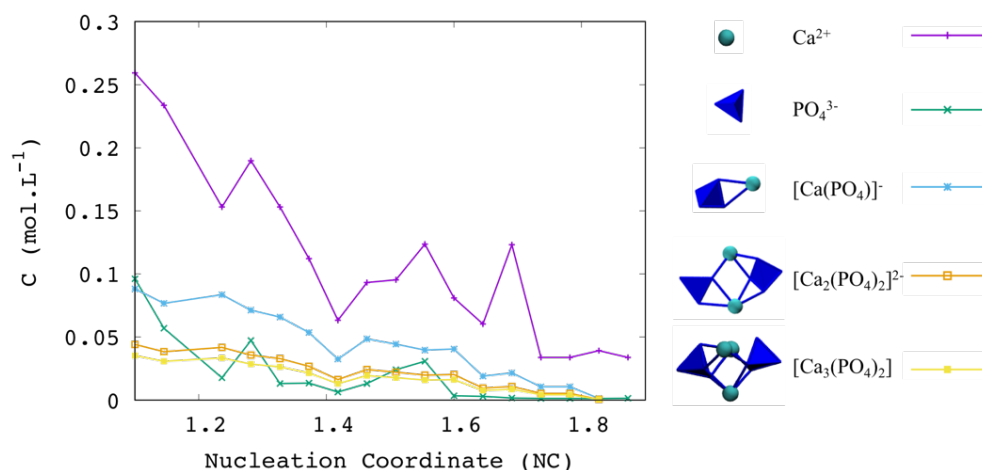 0.3
0.25
0.2
0.15
0.1
0.05
0
C (mol.L⁻¹)
1.2 1.4 1.6 1.8
Nucleation Coordinate (NC)
Ca²⁺
PO₄³⁻
[Ca(PO₄)]⁻
[Ca₂(PO₄)₂]²⁻
[Ca₃(PO₄)₂]